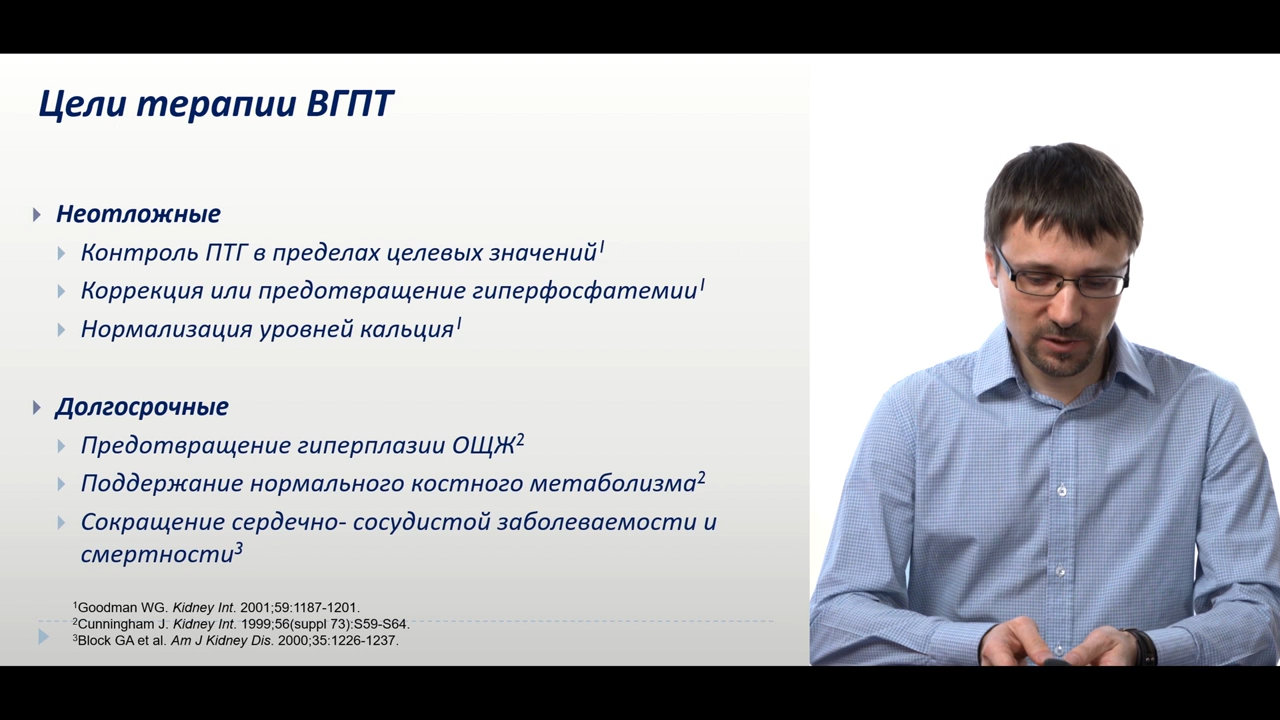 Цели терапии ВГПТ
Неотложные
Контроль ПТГ в пределах целевых значений¹
Коррекция или предотвращение гиперфосфатемии¹
Нормализация уровней кальция¹
Долгосрочные
Предотвращение гиперплазии ОЩЖ²
Поддержание нормального костного метаболизма²
Сокращение сердечно- сосудистой заболеваемости и
смертности³
¹Goodman WG. Kidney Int. 2001;59:1187-1201.
²Cunningham J. Kidney Int. 1999;56(suppl 73):S59-S64.
³Block GA et al. Am J Kidney Dis. 2000;35:1226-1237.